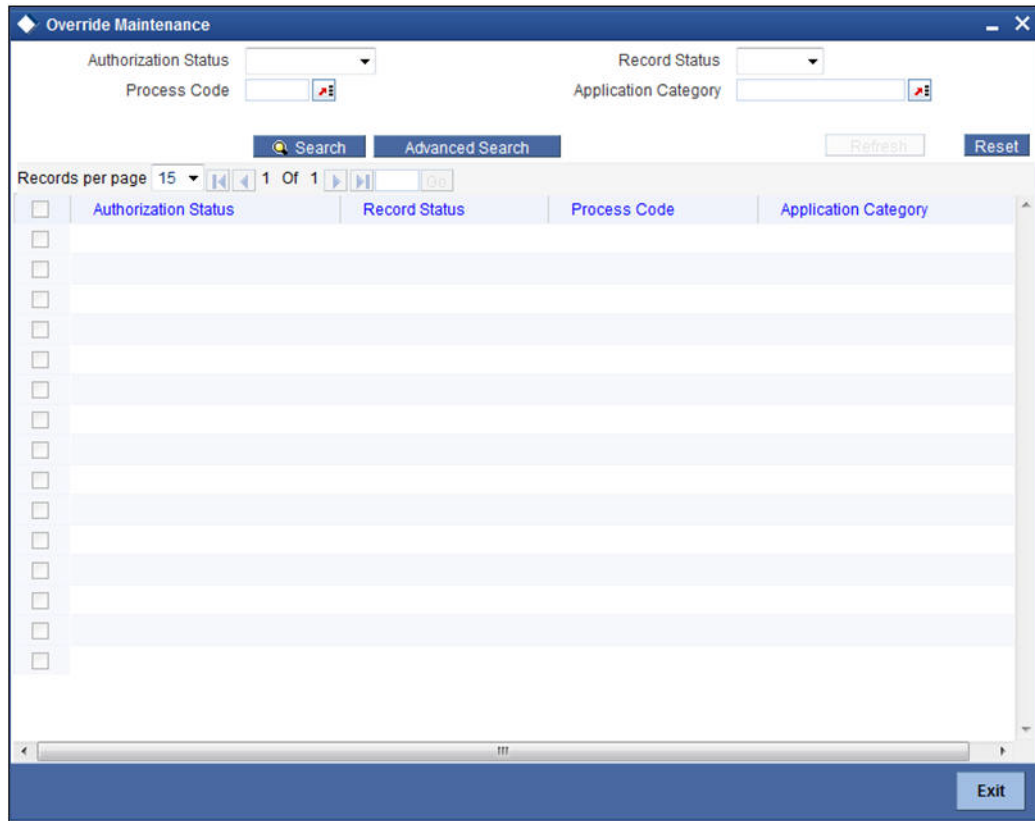 Override Maintenance
Authorization Status Record Status
Process Code Application Category
Search Advanced Search Refresh Reset
Records per page 15 1 Of 1 Go
Authorization Status Record Status Process Code Application Category
Exit